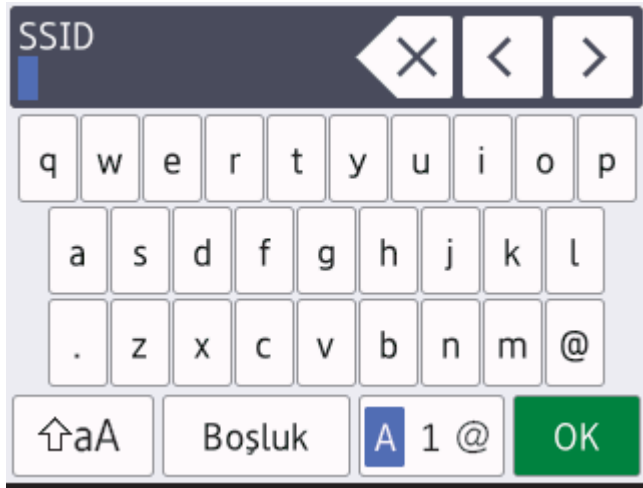 SSID
q w e r t y u i o p
a s d f g h j k l
. z x c v b n m @
aA Boşluk A 1 @ OK